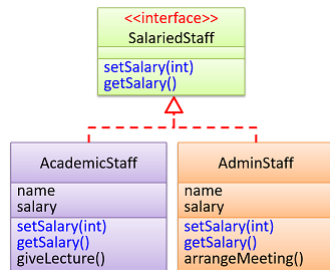 <<interface>>
SalariedStaff
setSalary(int)
getSalary()
AcademicStaff
name
salary
setSalary(int)
getSalary()
giveLecture()
AdminStaff
name
salary
setSalary(int)
getSalary()
arrangeMeeting()